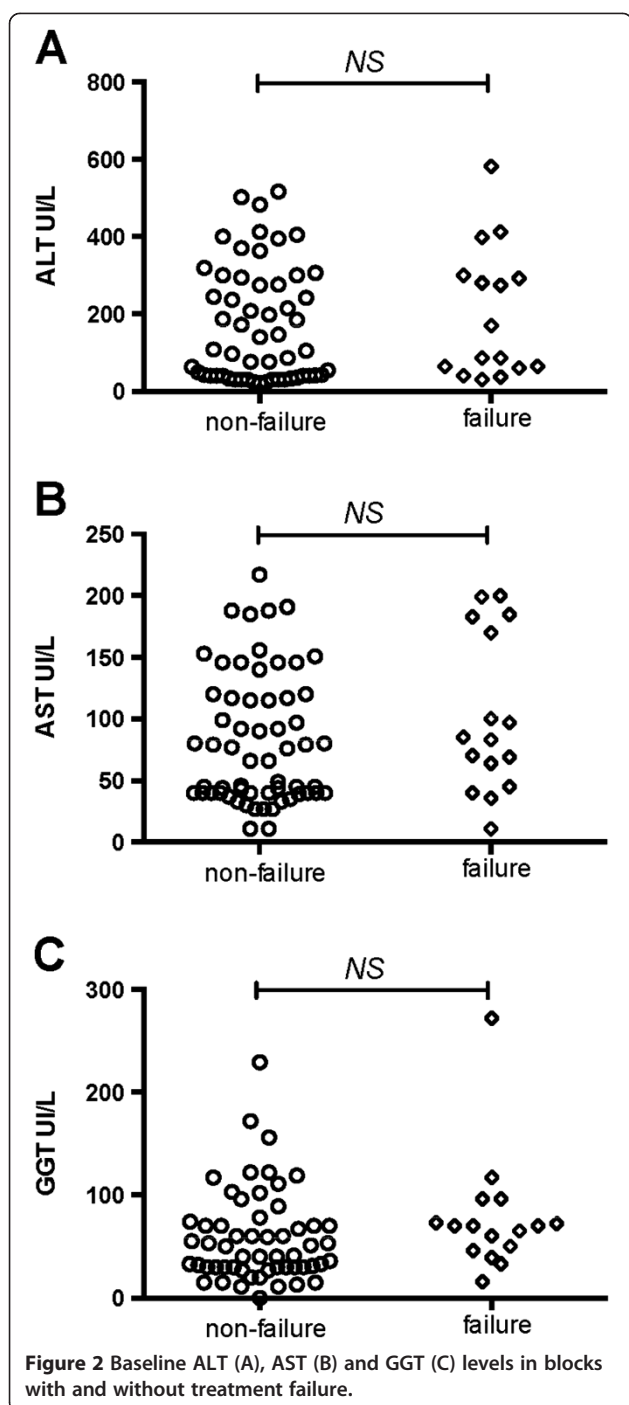 A
NS
800
600
400
200
0
ALT UI/L
non-failure
failure
B
NS
250
200
150
100
50
0
AST UI/L
non-failure
failure
C
NS
300
200
100
0
GGT UI/L
non-failure
failure
Figure 2 Baseline ALT (A), AST (B) and GGT (C) levels in blocks
with and without treatment failure.